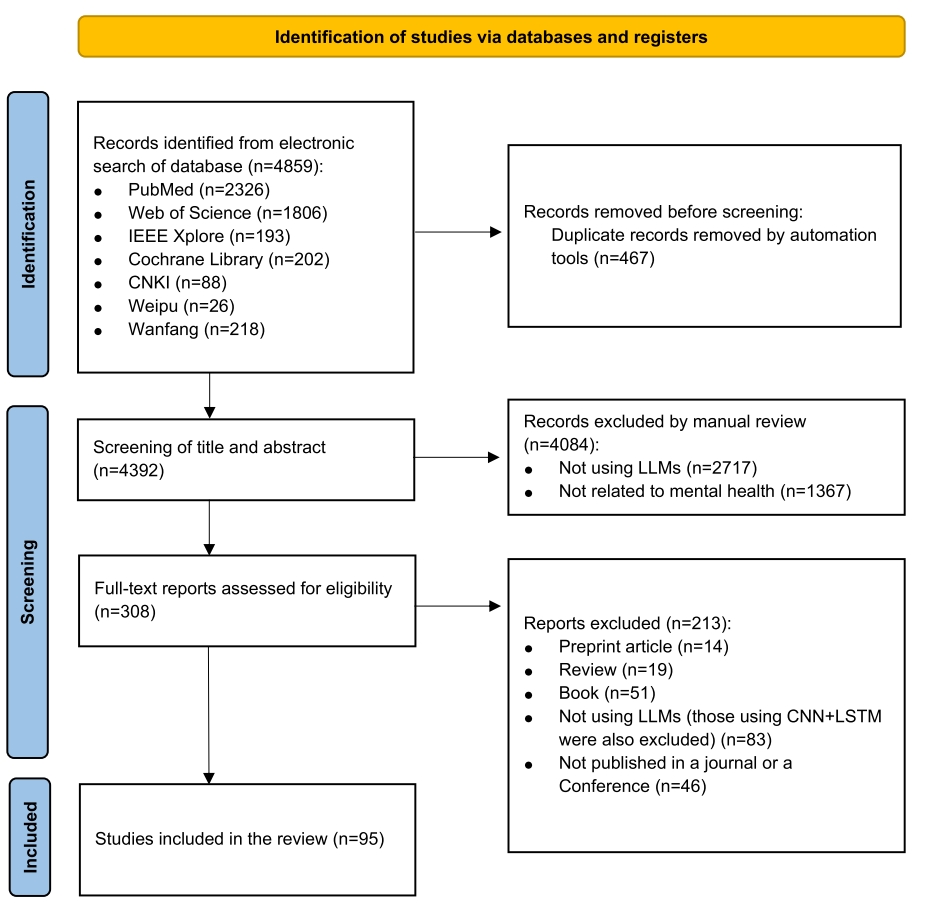 Identification of studies via databases and registers
Identification
Records identified from electronic
search of database (n=4859):
● PubMed (n=2326)
● Web of Science (n=1806)
● IEEE Xplore (n=193)
● Cochrane Library (n=202)
● CNKI (n=88)
● Weipu (n=26)
● Wanfang (n=218)
Records removed before screening:
Duplicate records removed by automation
tools (n=467)
Screening
Screening of title and abstract
(n=4392)
Records excluded by manual review
(n=4084):
● Not using LLMs (n=2717)
● Not related to mental health (n=1367)
Full-text reports assessed for eligibility
(n=308)
Reports excluded (n=213):
● Preprint article (n=14)
● Review (n=19)
● Book (n=51)
● Not using LLMs (those using CNN+LSTM
were also excluded) (n=83)
● Not published in a journal or a
Conference (n=46)
Included
Studies included in the review (n=95)